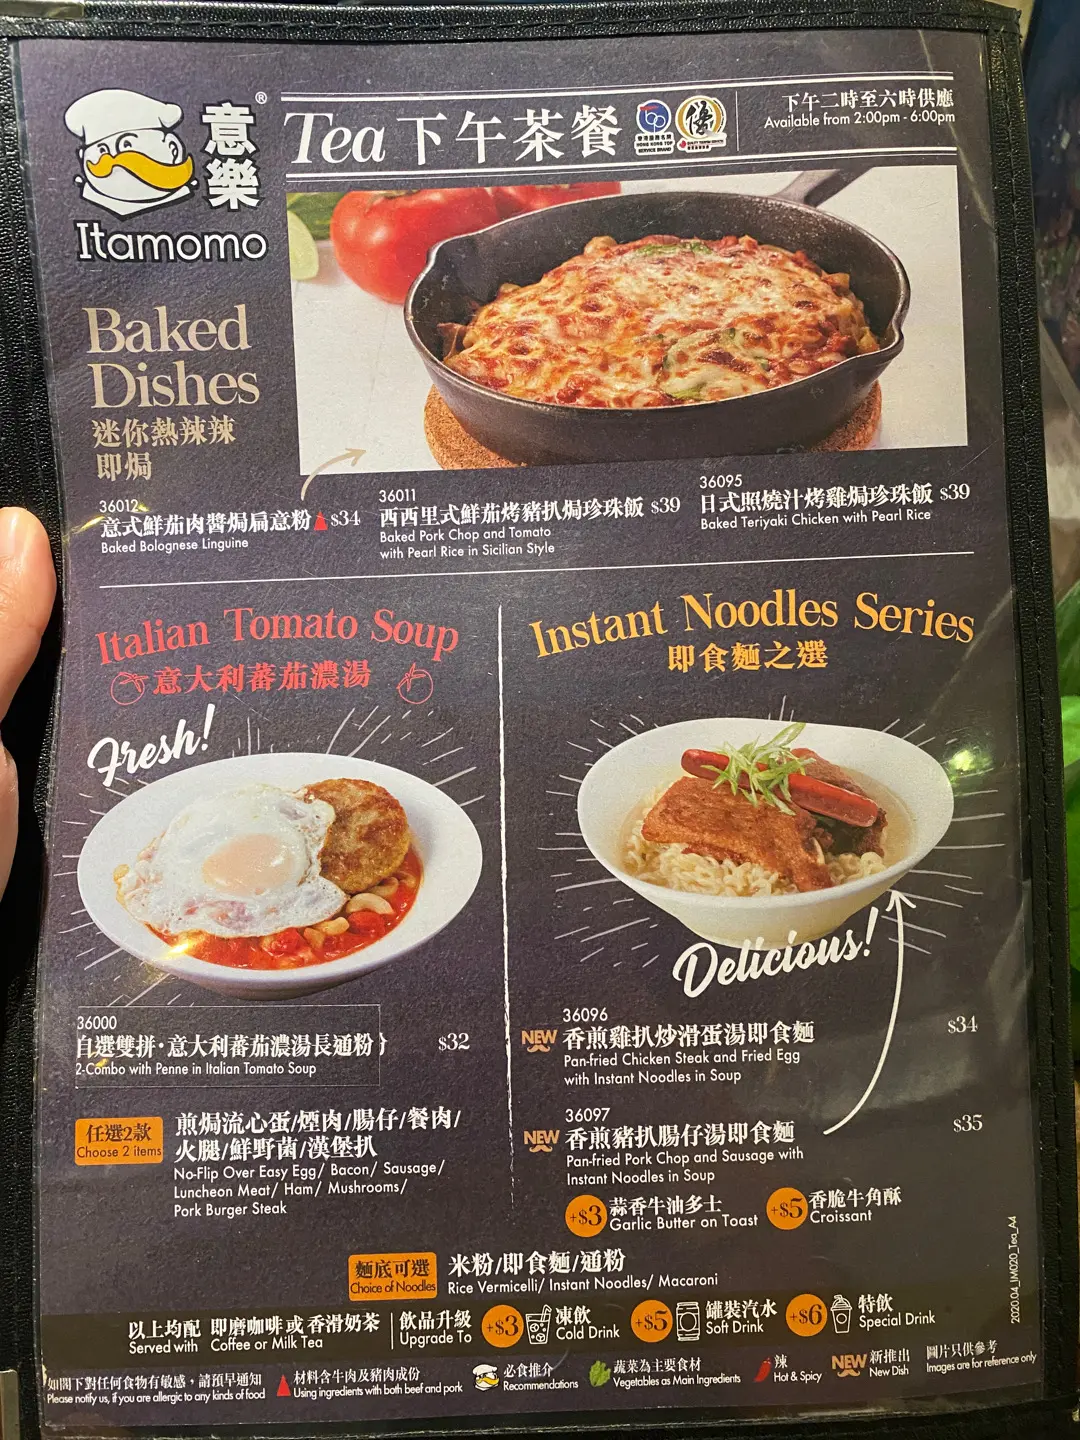 意樂®
Itamomo
Tea 下午茶餐
HONG KONG TOP
SERVICE BRAND
下午二時至六時供應
Available from 2:00pm - 6:00pm
Baked
Dishes
迷你熱辣辣
即焗
36012
意式鮮茄肉醬焗扁意粉 $34
Baked Bolognese Linguine
36011
西西里式鮮茄烤豬扒焗珍珠飯 $39
Baked Pork Chop and Tomato
with Pearl Rice in Sicilian Style
36095
日式照燒汁烤雞焗珍珠飯 $39
Baked Teriyaki Chicken with Pearl Rice
Italian Tomato Soup
意大利蕃茄濃湯
Fresh!
36000
自選雙拼·意大利蕃茄濃湯長通粉 $32
2-Combo with Penne in Italian Tomato Soup
任選2款
Choose 2 items
煎焗流心蛋/煙肉/腸仔/餐肉/
火腿/鮮野菌/漢堡扒
No-Flip Over Easy Egg/ Bacon/ Sausage/
Luncheon Meat/ Ham/ Mushrooms/
Pork Burger Steak
Instant Noodles Series
即食麵之選
Delicious!
36096
NEW 香煎雞扒炒滑蛋湯即食麵 $34
Pan-fried Chicken Steak and Fried Egg
with Instant Noodles in Soup
36097
NEW 香煎豬扒腸仔湯即食麵 $35
Pan-fried Pork Chop and Sausage with
Instant Noodles in Soup
+$3 蒜香牛油多士
Garlic Butter on Toast
+$5 香脆牛角酥
Croissant
麵底可選
Choice of Noodles
米粉/即食麵/通粉
Rice Vermicelli/ Instant Noodles/ Macaroni
以上均配 即磨咖啡或香滑奶茶
Served with Coffee or Milk Tea
飲品升級
Upgrade To
+$3 凍飲
Cold Drink
+$5 罐裝汽水
Soft Drink
+$6 特飲
Special Drink
如閣下對任何食物有敏感，請預早通知
Please notify us, if you are allergic to any kinds of food
材料含牛肉及豬肉成份
Using ingredients with both beef and pork
必食推介
Recommendations
蔬菜為主要食材
Vegetables as Main Ingredients
辣
Hot & Spicy
NEW 新推出
New Dish
圖片只供參考
Images are for reference only
2020.04_IM020_Tea_A4